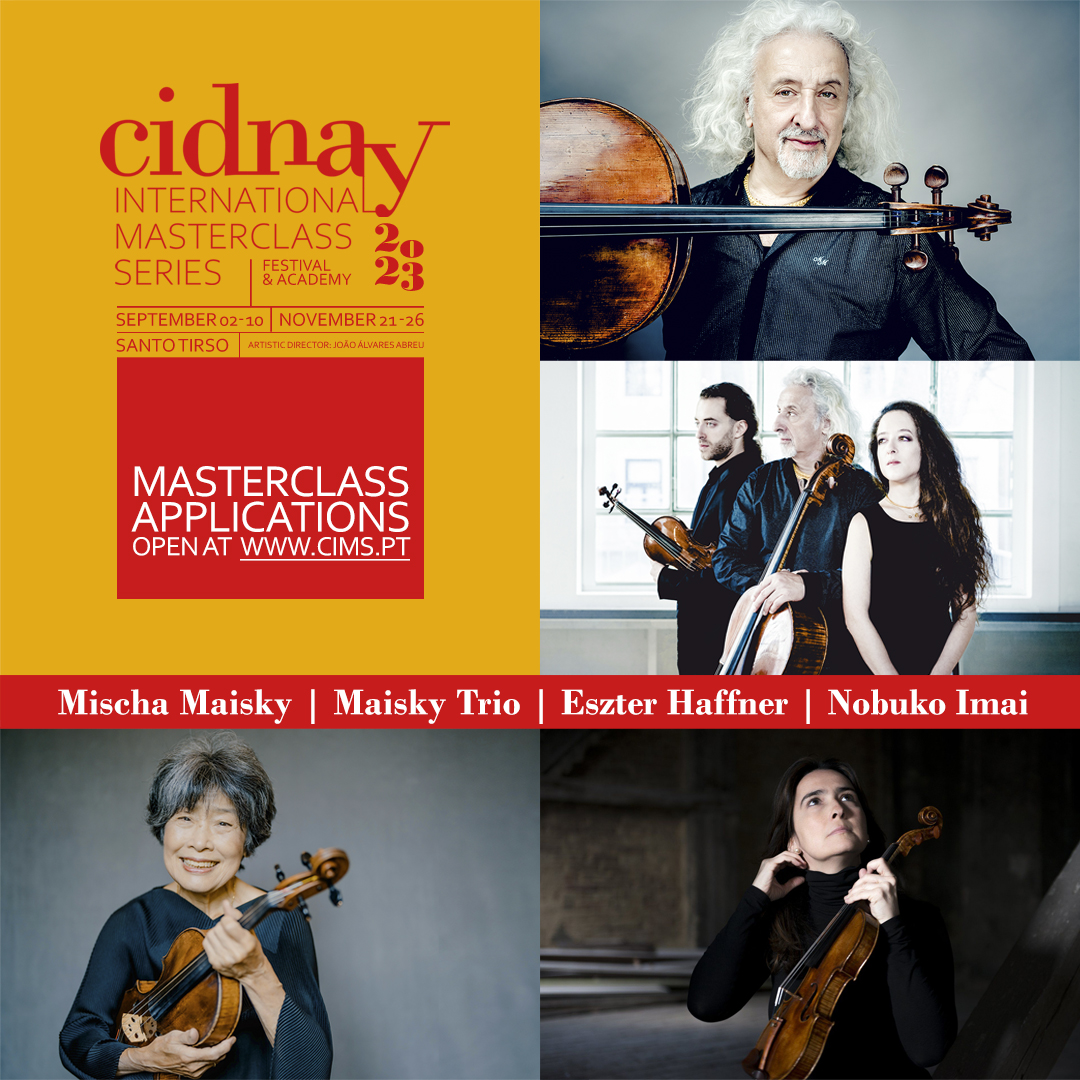 cidnay
INTERNATIONAL
MASTERCLASS
SERIES
FESTIVAL
& ACADEMY
2023
SEPTEMBER 02-10 | NOVEMBER 21-26
SANTO TIRSO | ARTISTIC DIRECTOR: JOÃO ÁLVARES ABREU
MASTERCLASS
APPLICATIONS
OPEN AT WWW.CIMS.PT
Mischa Maisky | Maisky Trio | Eszter Haffner | Nobuko Imai